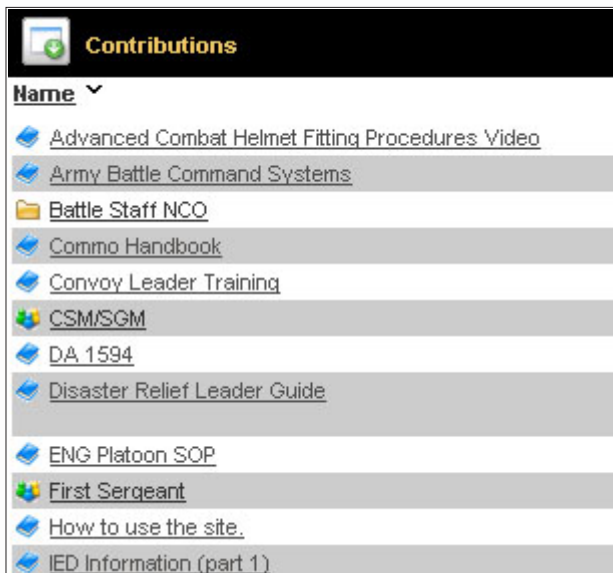 Contributions
Name
Advanced Combat Helmet Fitting Procedures Video
Army Battle Command Systems
Battle Staff NCO
Commo Handbook
Convoy Leader Training
CSM/SGM
DA 1594
Disaster Relief Leader Guide
ENG Platoon SOP
First Sergeant
How to use the site.
IED Information (part 1)